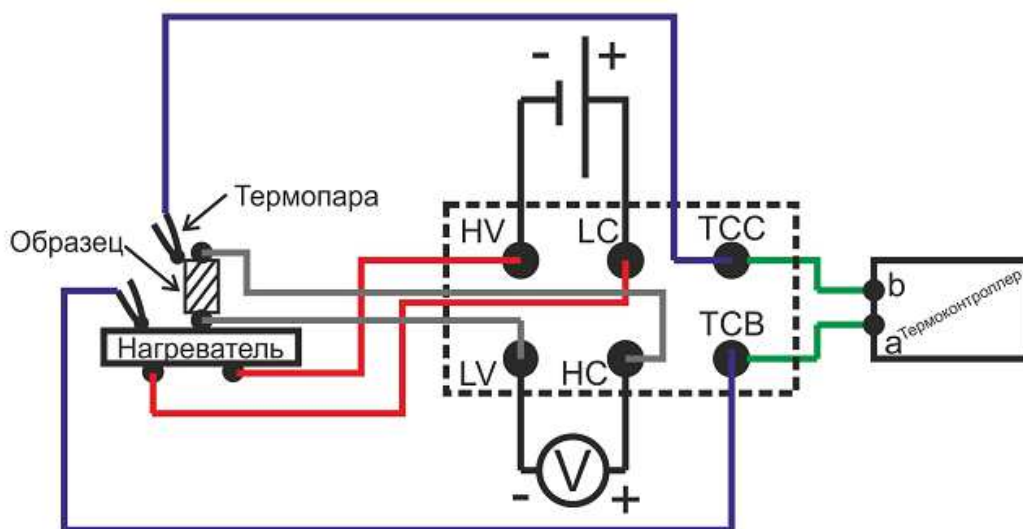 - +
Термопара
Образец
HV LC TCC
b
Термоконтроллер
a
TCB
Нагреватель
LV HC
V
- +